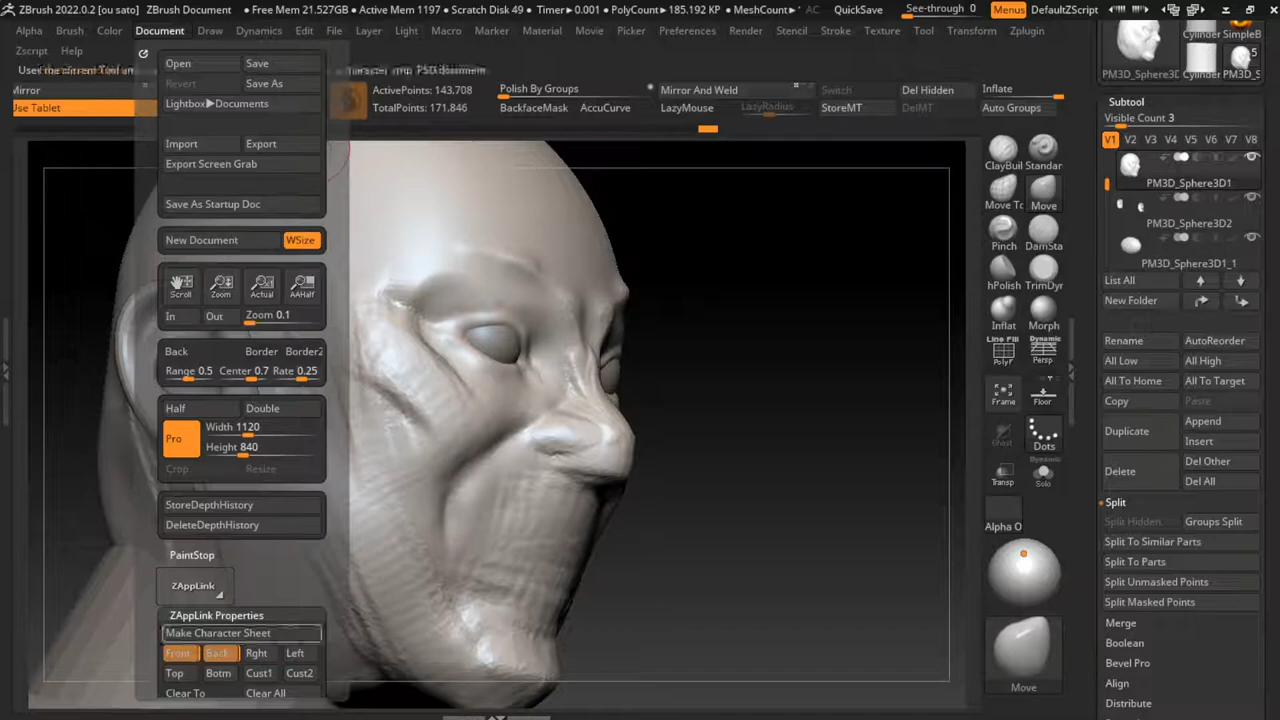 ZBrush 2022.0.2 [ou sato] ZBrush Document • Free Mem 21.527GB • Active Mem 1197 • Scratch Disk 49 • Timer▶0.001 • PolyCount▶185.192 KP • MeshCount▶3 QuickSave See-through 0 Menus DefaultZScript
Alpha Brush Color Document Draw Dynamics Edit File Layer Light Macro Marker Material Movie Picker Preferences Render Stencil Stroke Texture Tool Transform Zplugin
Zscript Help
Mirror
Use Tablet
Open Save
Revert Save As
Lightbox▶Documents
Import Export
Export Screen Grab
Save As Startup Doc
New Document WSize
Scroll Zoom Actual AAHalf
In Out Zoom 0.1
Back Border Border2
Range 0.5 Center 0.7 Rate 0.25
Half Double
Pro Width 1120
Height 840
Crop Resize
StoreDepthHistory
DeleteDepthHistory
PaintStop
ZAppLink
ZAppLink Properties
Make Character Sheet
Front Back Rght Left
Top Botm Cust1 Cust2
Clear To Clear All
ActivePoints: 143,708
TotalPoints: 171,846
Polish By Groups
BackfaceMask AccuCurve
Mirror And Weld
LazyMouse LazyRadius
StoreMT
Del Hidden
DelMT
Inflate
Auto Groups
ClayBuil Standar
Move To Move
Pinch DamSta
hPolish TrimDyr
Inflat Morph
Line Fill
PolyF
Dynamic
Persp
Frame Floor
Ghost Dots
Transp
Dynamic
Solo
Alpha O
Move
Cylinder SimpleB
5
PM3D_Sphere3D Cylinder PM3D_S
Subtool
Visible Count 3
V1 V2 V3 V4 V5 V6 V7 V8
PM3D_Sphere3D1
PM3D_Sphere3D2
PM3D_Sphere3D1_1
List All
New Folder
Rename AutoReorder
All Low All High
All To Home All To Target
Copy Paste
Duplicate Append
Insert
Delete Del Other
Del All
Split
Split Hidden Groups Split
Split To Similar Parts
Split To Parts
Split Unmasked Points
Split Masked Points
Merge
Boolean
Bevel Pro
Align
Distribute